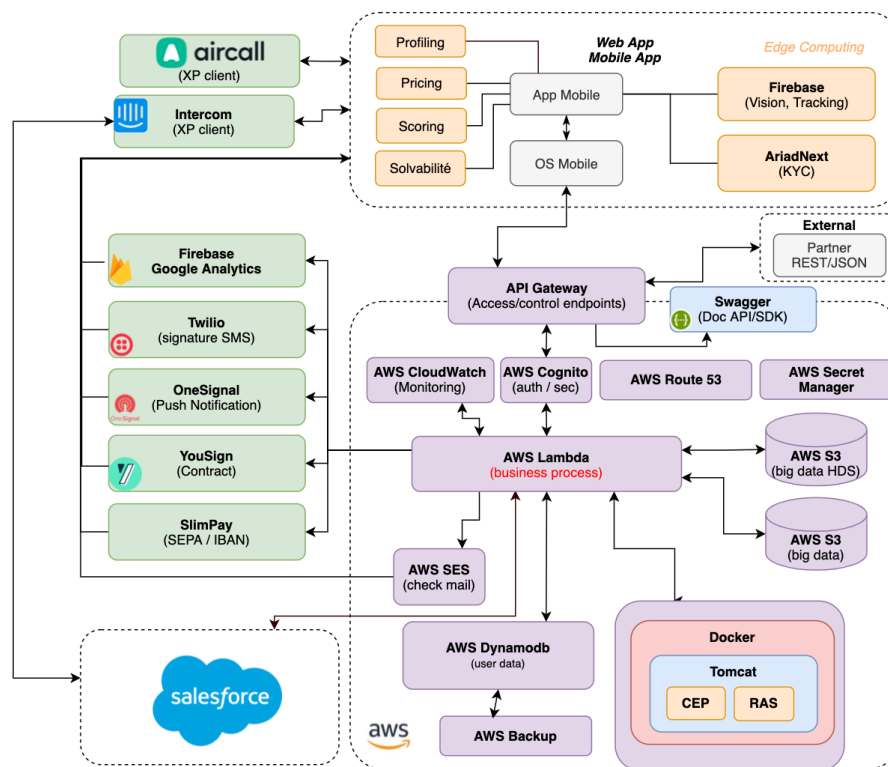 aircall
(XP client)
Intercom
(XP client)
Profiling
Pricing
Scoring
Solvabilité
Web App
Mobile App
App Mobile
OS Mobile
Edge Computing
Firebase
(Vision, Tracking)
AriadNext
(KYC)
External
Partner
REST/JSON
API Gateway
(Access/control endpoints)
Swagger
(Doc API/SDK)
Firebase
Google Analytics
Twilio
(signature SMS)
OneSignal
(Push Notification)
OneSignal
YouSign
(Contract)
SlimPay
(SEPA / IBAN)
AWS CloudWatch
(Monitoring)
AWS Cognito
(auth / sec)
AWS Route 53
AWS Secret
Manager
AWS Lambda
(business process)
AWS S3
(big data HDS)
AWS S3
(big data)
AWS SES
(check mail)
salesforce
AWS Dynamodb
(user data)
AWS Backup
aws
Docker
Tomcat
CEP
RAS